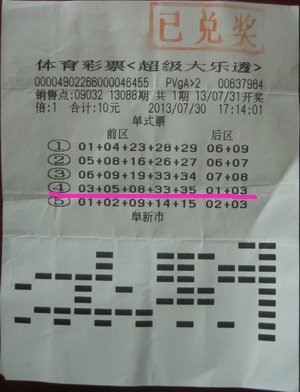 已兑奖
体育彩票<超级大乐透>
00004902266000046455 PVgA>2 00637984
销售点:09032 13088期 共1期 13/07/31开奖
倍:1 合计:10元 2013/07/30 17:14:01
单式票
前区 后区
① 01+04+23+28+29 06+09
② 05+08+16+26+27 06+07
③ 06+09+19+33+34 07+08
④ 03+05+08+33+35 01+03
⑤ 01+02+09+14+15 02+03
阜新市